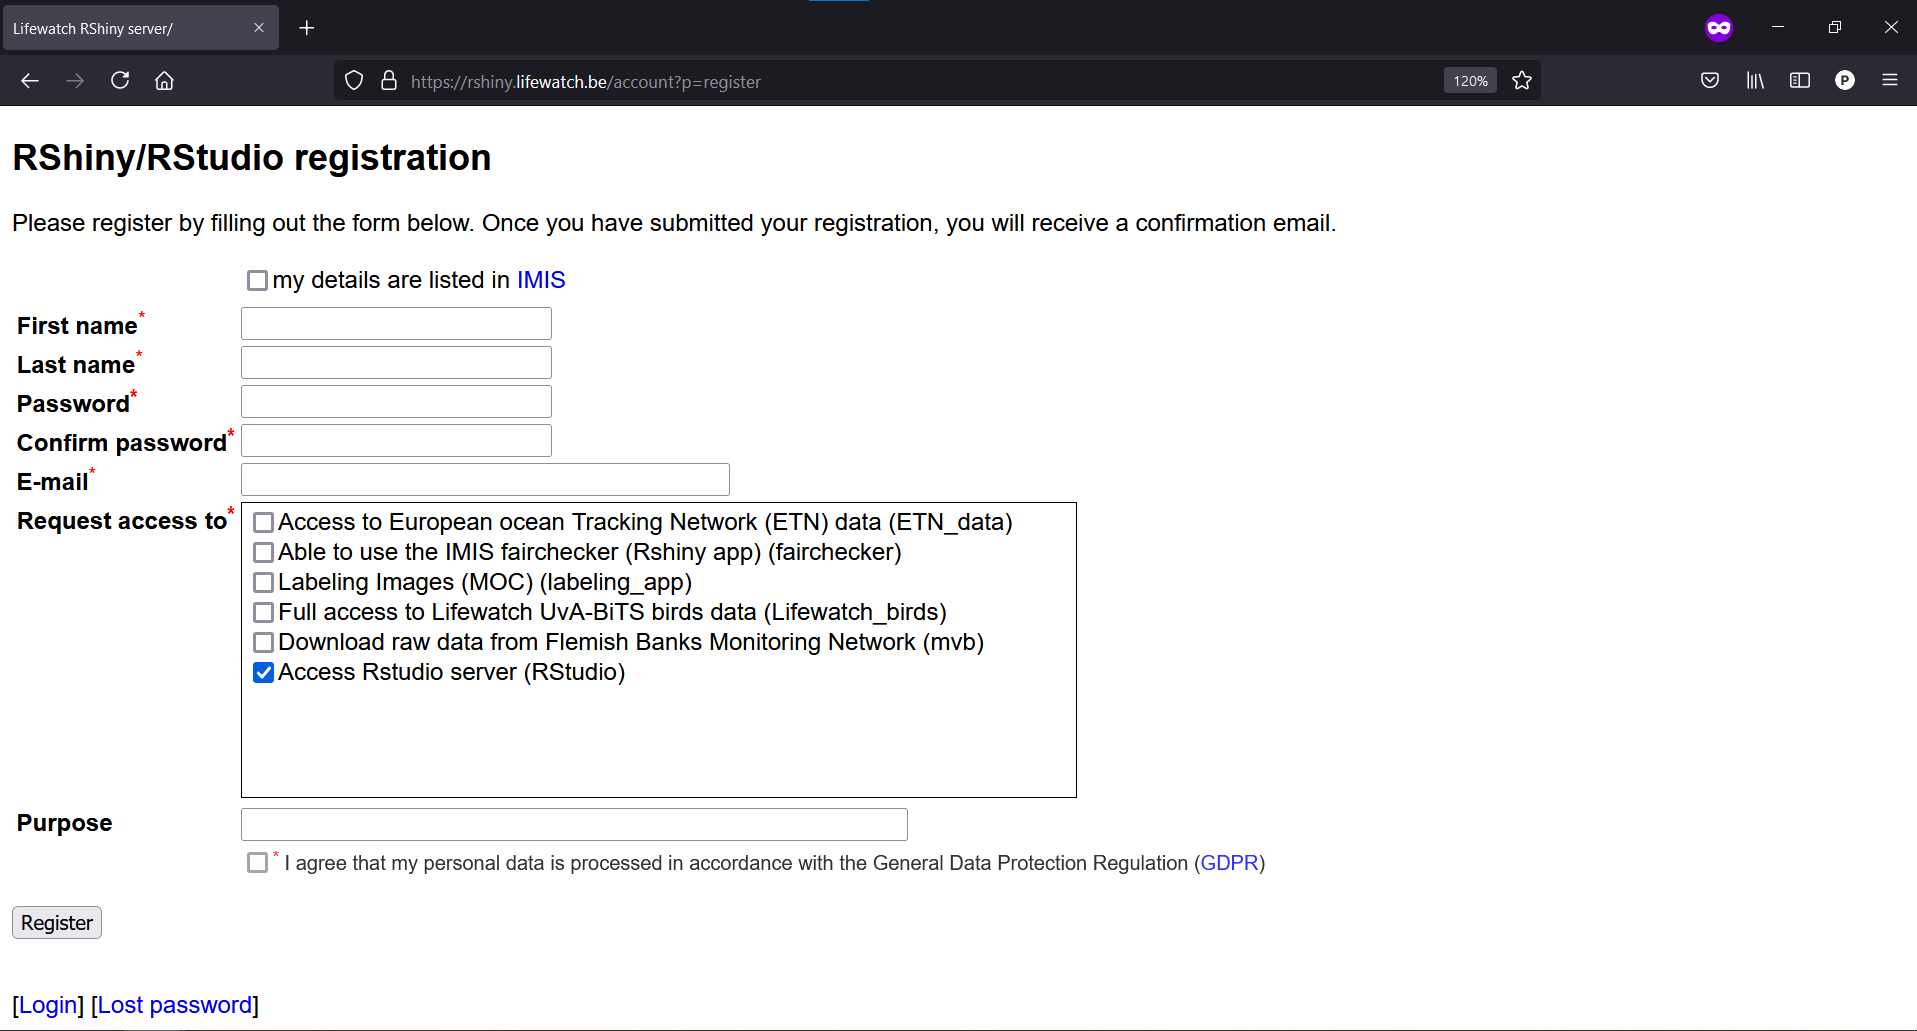 Lifewatch RShiny server/
https://rshiny.lifewatch.be/account?p=register
120%
P
RShiny/RStudio registration
Please register by filling out the form below. Once you have submitted your registration, you will receive a confirmation email.
my details are listed in IMIS
First name*
Last name*
Password*
Confirm password*
E-mail*
Request access to*
Access to European ocean Tracking Network (ETN) data (ETN_data)
Able to use the IMIS fairchecker (Rshiny app) (fairchecker)
Labeling Images (MOC) (labeling_app)
Full access to Lifewatch UvA-BiTS birds data (Lifewatch_birds)
Download raw data from Flemish Banks Monitoring Network (mvb)
Access Rstudio server (RStudio)
Purpose
* I agree that my personal data is processed in accordance with the General Data Protection Regulation (GDPR)
Register
[Login] [Lost password]